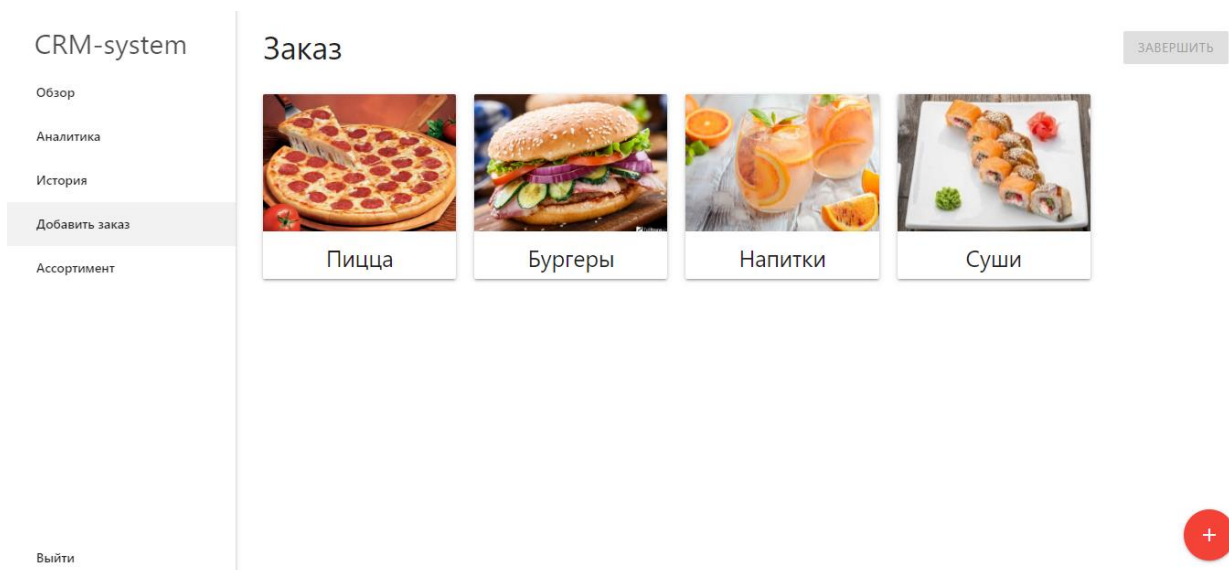 CRM-system
Обзор
Аналитика
История
Добавить заказ
Ассортимент
Выйти
Заказ
ЗАВЕРШИТЬ
Пицца
Бургеры
Напитки
Суши
+